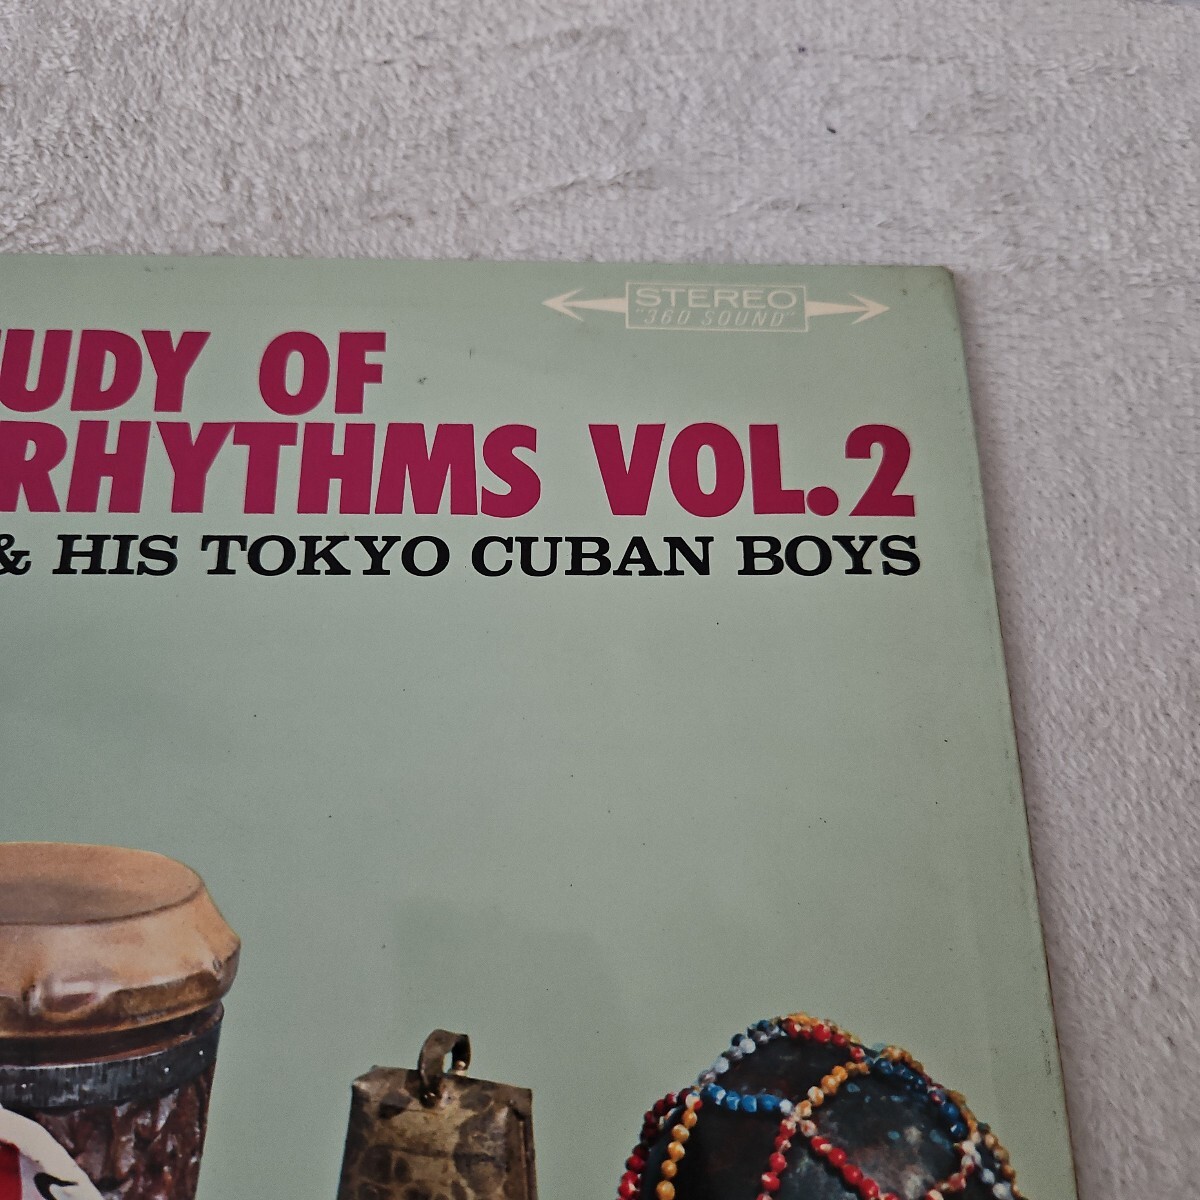 STEREO
"360 SOUND"
UDY OF
RHYTHMS VOL.2
& HIS TOKYO CUBAN BOYS